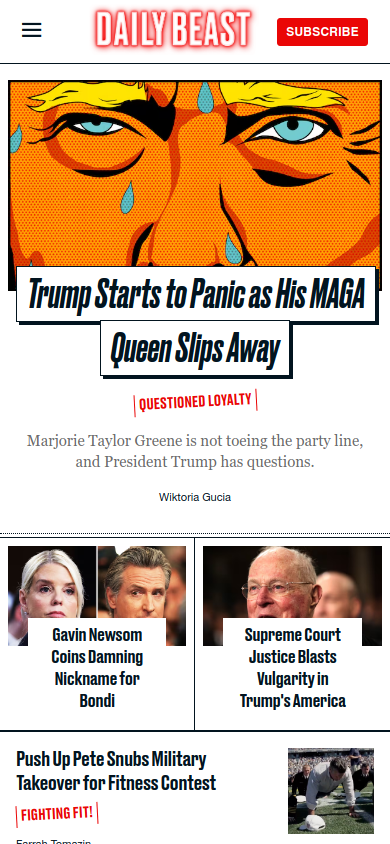 DAILY BEAST
SUBSCRIBE
Trump Starts to Panic as His MAGA
Queen Slips Away
QUESTIONED LOYALTY
Marjorie Taylor Greene is not toeing the party line,
and President Trump has questions.
Wiktoria Gucia
Gavin Newsom
Coins Damning
Nickname for
Bondi
Supreme Court
Justice Blasts
Vulgarity in
Trump's America
Push Up Pete Snubs Military
Takeover for Fitness Contest
FIGHTING FIT!
Farrah Tomazin